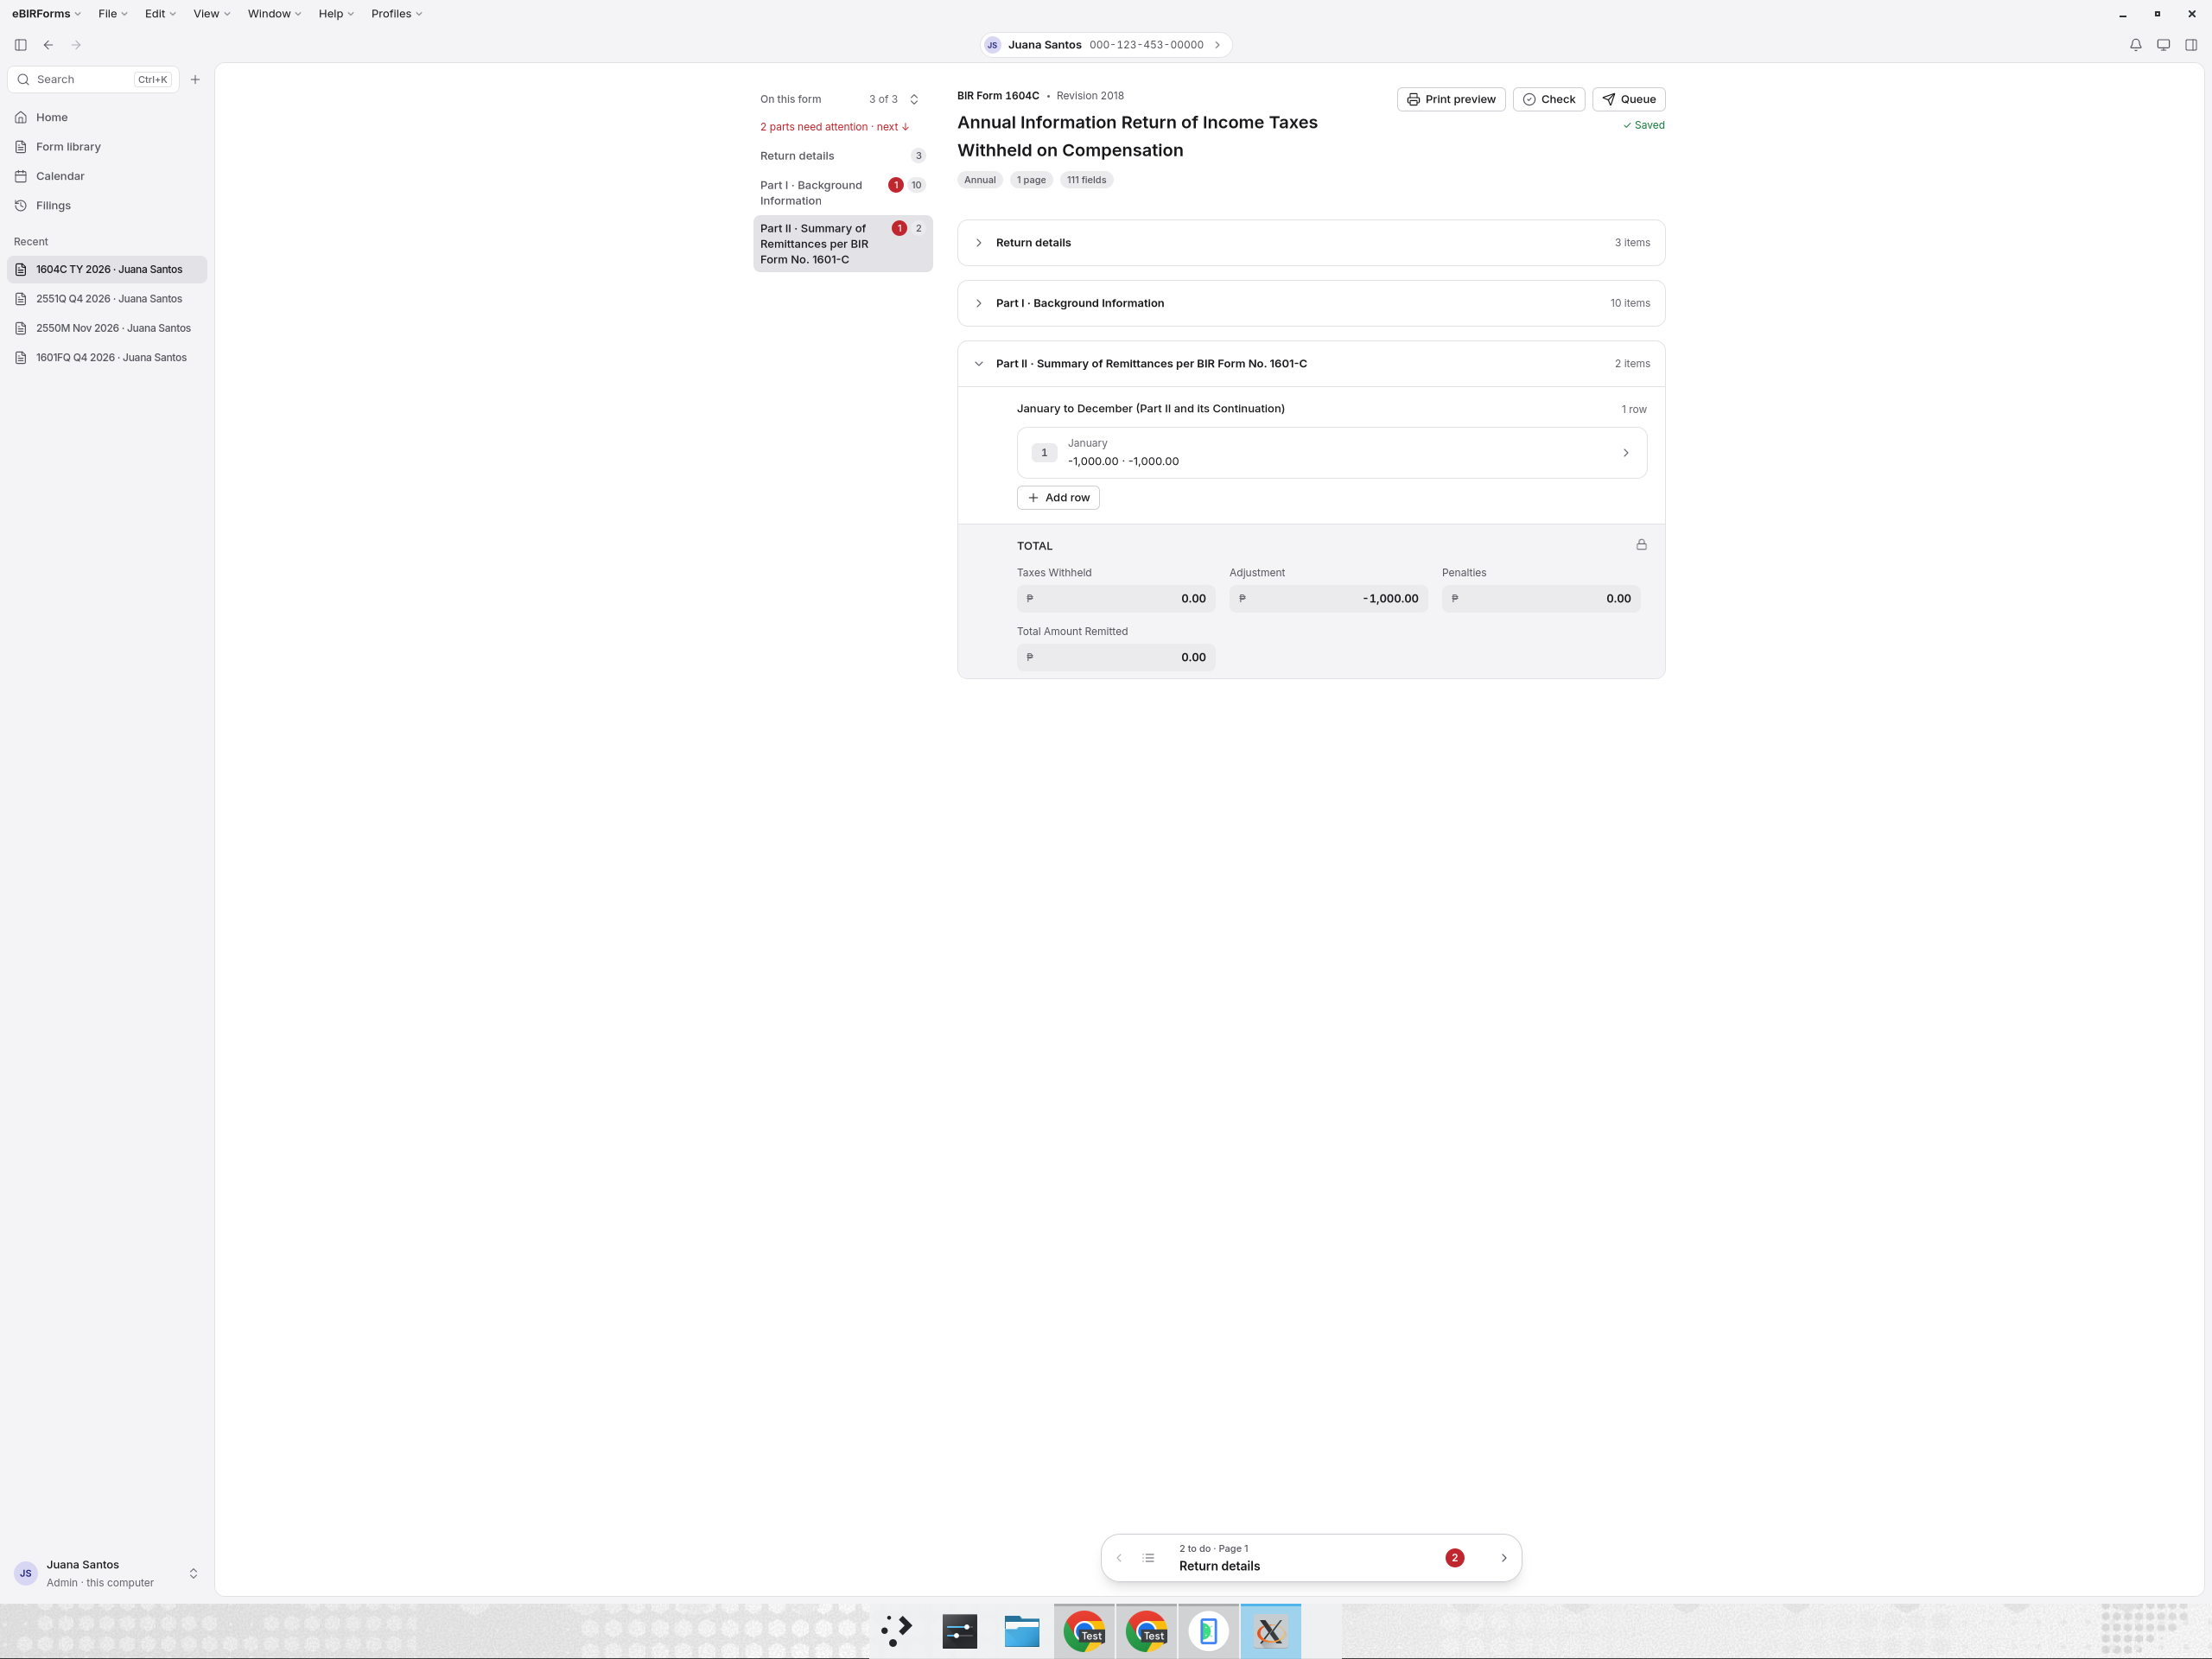 eBIRForms File Edit View Window Help Profiles
JS Juana Santos 000-123-453-00000
Search Ctrl+K
Home
Form library
Calendar
Filings
Recent
1604C TY 2026 · Juana Santos
2551Q Q4 2026 · Juana Santos
2550M Nov 2026 · Juana Santos
1601FQ Q4 2026 · Juana Santos
On this form 3 of 3
2 parts need attention · next ↓
Return details 3
Part I · Background 1 10
Information
Part II · Summary of 1 2
Remittances per BIR
Form No. 1601-C
BIR Form 1604C • Revision 2018
Print preview Check Queue
✓ Saved
Annual Information Return of Income Taxes
Withheld on Compensation
Annual 1 page 111 fields
Return details 3 items
Part I · Background Information 10 items
Part II · Summary of Remittances per BIR Form No. 1601-C 2 items
January to December (Part II and its Continuation) 1 row
1 January
-1,000.00 · -1,000.00
+ Add row
TOTAL
Taxes Withheld Adjustment Penalties
₱ 0.00 ₱ -1,000.00 ₱ 0.00
Total Amount Remitted
₱ 0.00
2 to do · Page 1
Return details 2
JS Juana Santos
Admin · this computer
Test Test